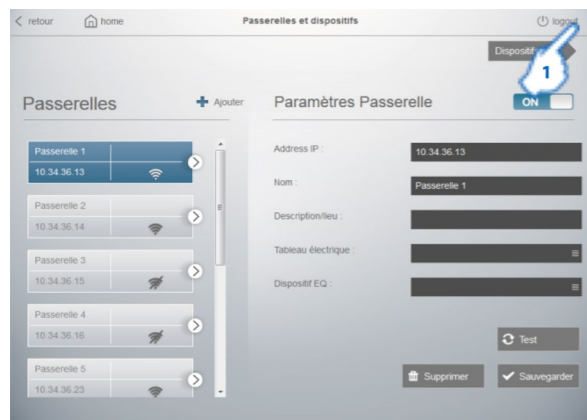 retour
home
Passerelles et dispositifs
logout
Dispositifs
1
Passerelles
Ajouter
Paramètres Passerelle
ON
Passerelle 1
10.34.36.13
Passerelle 2
10.34.36.14
Passerelle 3
10.34.36.15
Passerelle 4
10.34.36.16
Passerelle 5
10.34.36.23
Address IP :
10.34.36.13
Nom :
Passerelle 1
Description/lieu :
Tableau électrique :
Dispositif EQ :
Test
Supprimer
Sauvegarder